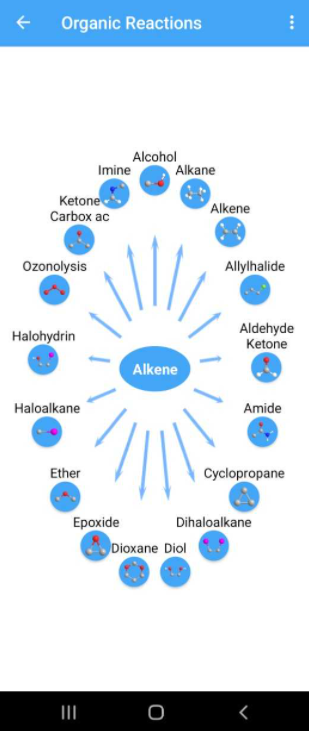 Organic Reactions
Alcohol
Imine
Alkane
Ketone
Carbox ac
Alkene
Ozonolysis
Allylhalide
Halohydrin
Aldehyde
Ketone
Alkene
Haloalkane
Amide
Ether
Cyclopropane
Epoxide
Dihaloalkane
Dioxane
Diol